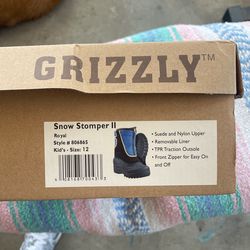 GRIZZLY™
Snow Stomper II
Royal
Style # 806865
Kid's - Size: 12
• Suede and Nylon Upper
• Removable Liner
• TPR Traction Outsole
• Front Zipper for Easy On
and Off